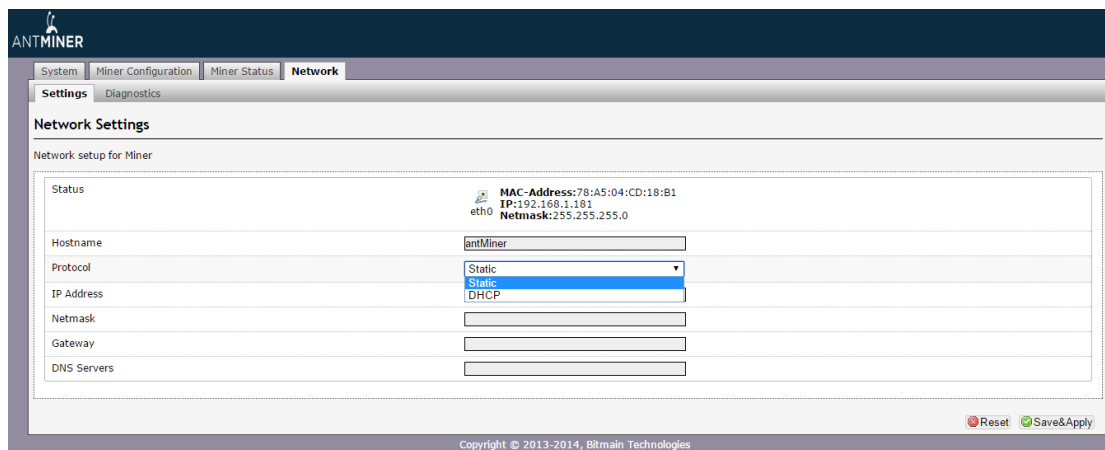 ANTMINER
System Miner Configuration Miner Status Network
Settings Diagnostics
Network Settings
Network setup for Miner
Status
MAC-Address:78:A5:04:CD:18:B1
IP:192.168.1.181
eth0
Netmask:255.255.255.0
Hostname antMiner
Protocol Static
Static
DHCP
IP Address
Netmask
Gateway
DNS Servers
Reset Save&Apply
Copyright © 2013-2014, Bitmain Technologies